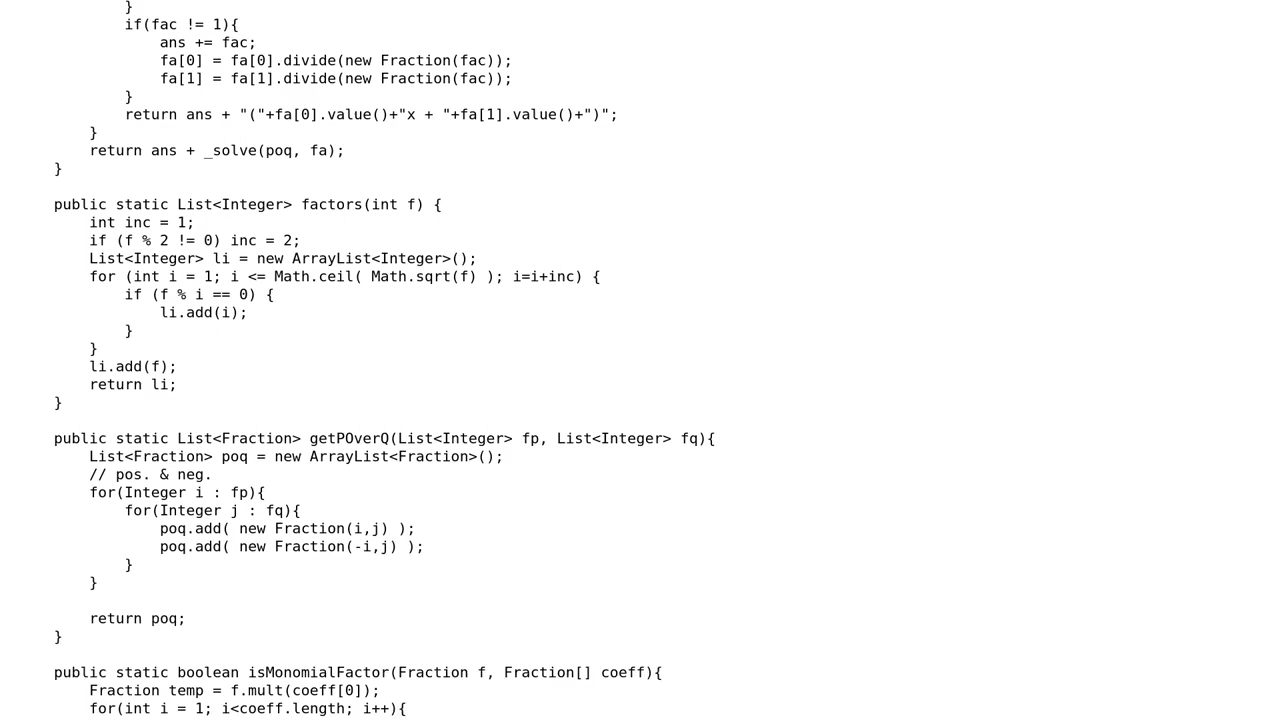 }
if(fac != 1){
ans += fac;
fa[0] = fa[0].divide(new Fraction(fac));
fa[1] = fa[1].divide(new Fraction(fac));
}
return ans + "("+fa[0].value()+"x + "+fa[1].value()+")";
}
return ans + _solve(poq, fa);
}
public static List<Integer> factors(int f) {
int inc = 1;
if (f % 2 != 0) inc = 2;
List<Integer> li = new ArrayList<Integer>();
for (int i = 1; i <= Math.ceil( Math.sqrt(f) ); i=i+inc) {
if (f % i == 0) {
li.add(i);
}
}
li.add(f);
return li;
}
public static List<Fraction> getPOverQ(List<Integer> fp, List<Integer> fq){
List<Fraction> poq = new ArrayList<Fraction>();
// pos. & neg.
for(Integer i : fp){
for(Integer j : fq){
poq.add( new Fraction(i,j) );
poq.add( new Fraction(-i,j) );
}
}
return poq;
}
public static boolean isMonomialFactor(Fraction f, Fraction[] coeff){
Fraction temp = f.mult(coeff[0]);
for(int i = 1; i<coeff.length; i++){